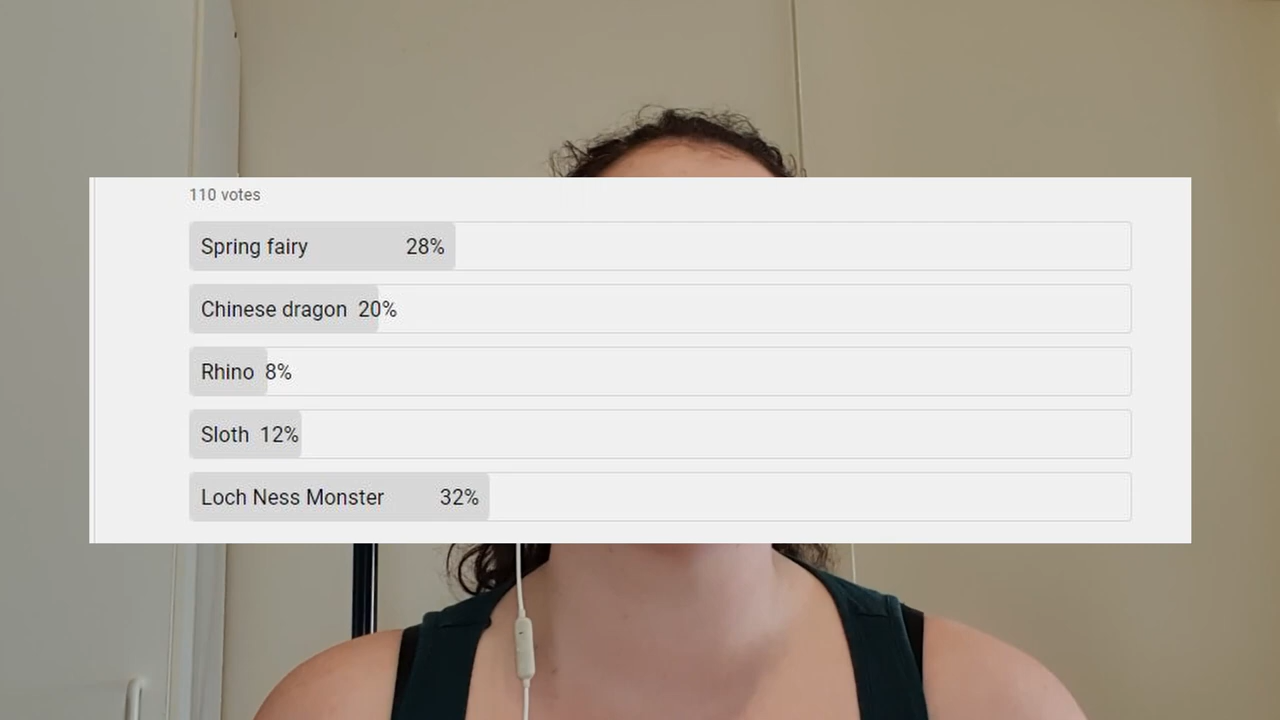 110 votes
Spring fairy 28%
Chinese dragon 20%
Rhino 8%
Sloth 12%
Loch Ness Monster 32%